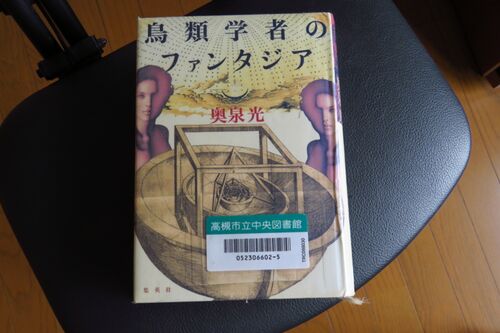 鳥類学者の
ファンタジア
奥泉光
高槻市立中央図書館
052306602-5
TRC000030
集英社